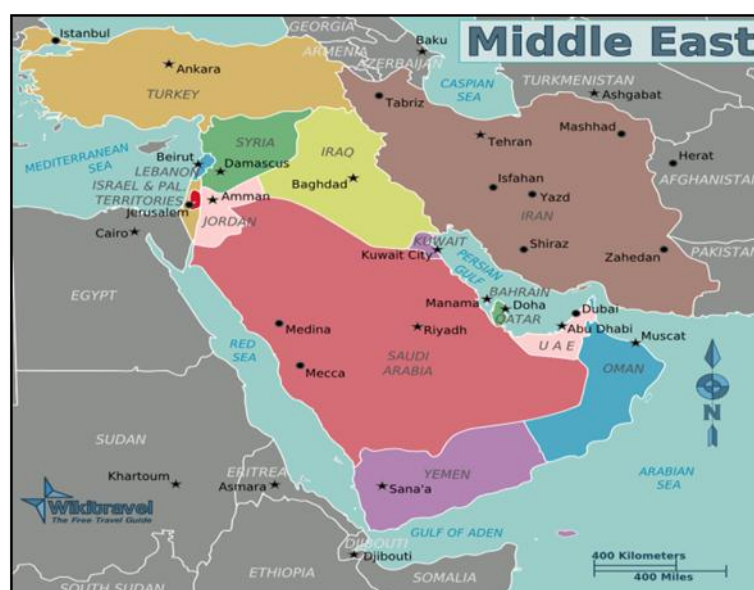 Middle East
GEORGIA
Istanbul
ARMENIA
Baku
AZERBAIJAN
CASPIAN
SEA
TURKMENISTAN
Ankara
TURKEY
Tabriz
Ashgabat
Tehran
Mashhad
MEDITERRANEAN
SEA
SYRIA
IRAQ
Beirut
LEBANON
Damascus
Herat
AFGHANISTAN
ISRAEL & PAL.
TERRITORIES
Baghdad
Isfahan
Yazd
IRAN
Amman
Jerusalem
JORDAN
Cairo
KUWAIT
Kuwait City
Shiraz
Zahedan
PAKISTAN
PERSIAN
GULF
EGYPT
BAHRAIN
Manama
Doha
QATAR
Dubai
Abu Dhabi
Medina
Riyadh
U A E
Muscat
RED
SEA
SAUDI
ARABIA
Mecca
OMAN
N
SUDAN
Khartoum
ERITREA
Asmara
YEMEN
Sana'a
ARABIAN
SEA
Wikitravel
The Free Travel Guide
GULF OF ADEN
DJIBOUTI
Djibouti
400 Kilometers
400 Miles
SOUTH SUDAN
ETHIOPIA
SOMALIA